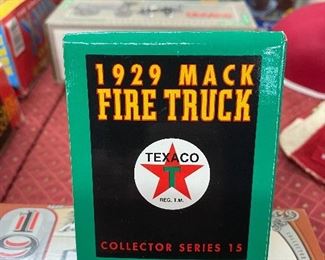 1929 MACK
FIRE TRUCK
TEXACO
T
REG. T.M.
COLLECTOR SERIES 15